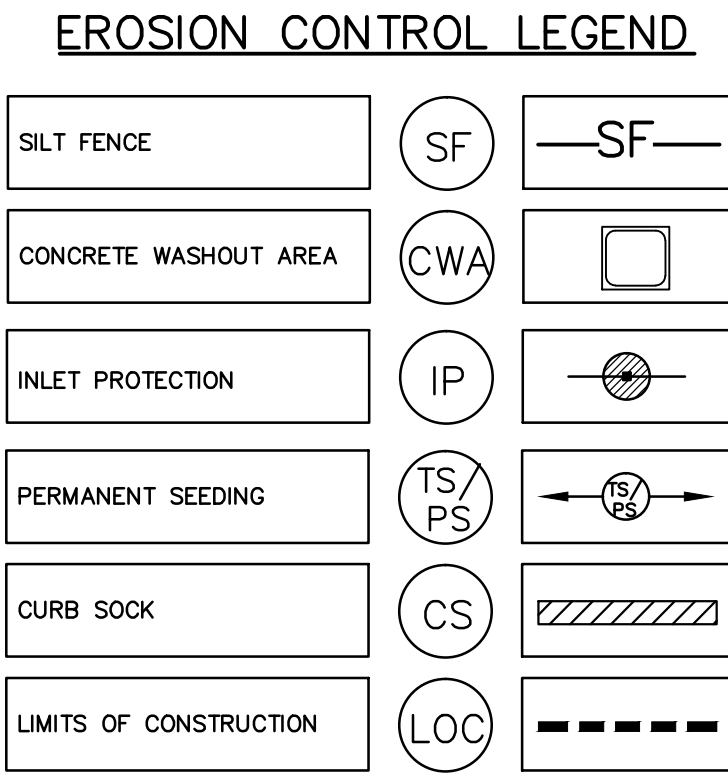 EROSION CONTROL LEGEND
SILT FENCE SF SF
CONCRETE WASHOUT AREA CWA
INLET PROTECTION IP
PERMANENT SEEDING TS/PS TS/PS
CURB SOCK CS
LIMITS OF CONSTRUCTION LOC